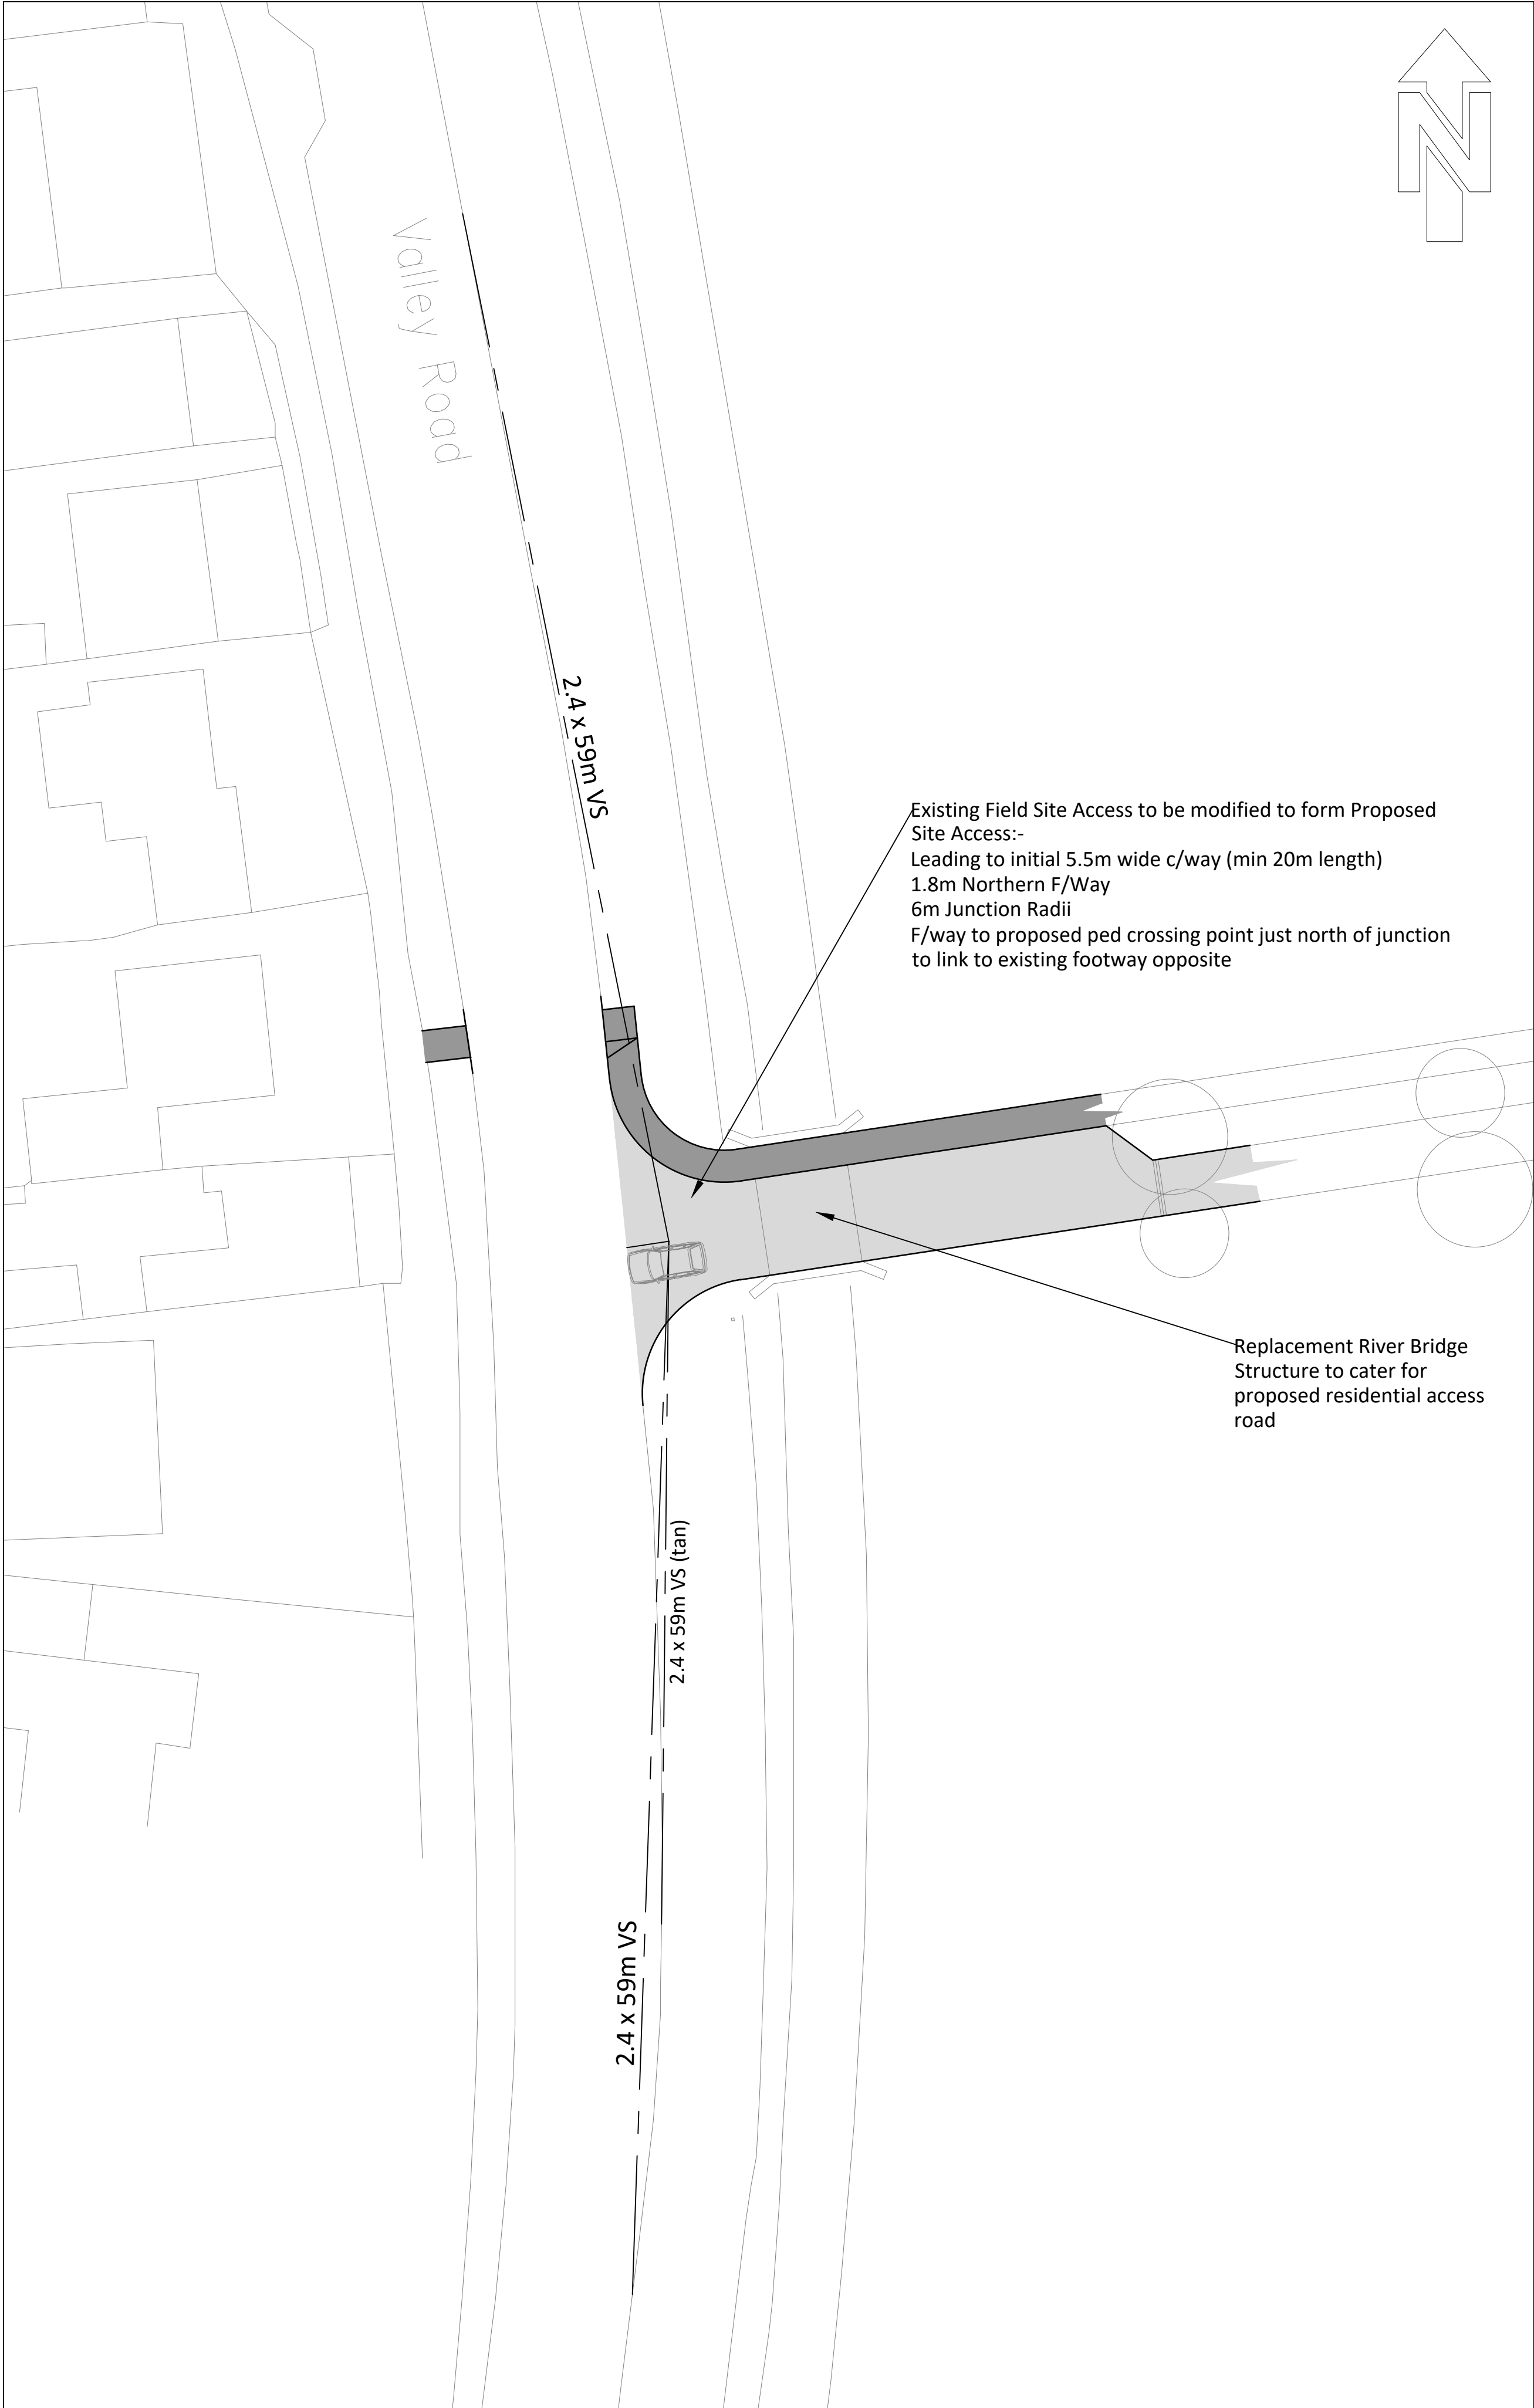 N
Valley Road
2.4 x 59m VS
Existing Field Site Access to be modified to form Proposed
Site Access:-
Leading to initial 5.5m wide c/way (min 20m length)
1.8m Northern F/Way
6m Junction Radii
F/way to proposed ped crossing point just north of junction
to link to existing footway opposite
Replacement River Bridge
Structure to cater for
proposed residential access
road
2.4 x 59m VS (tan)
2.4 x 59m VS